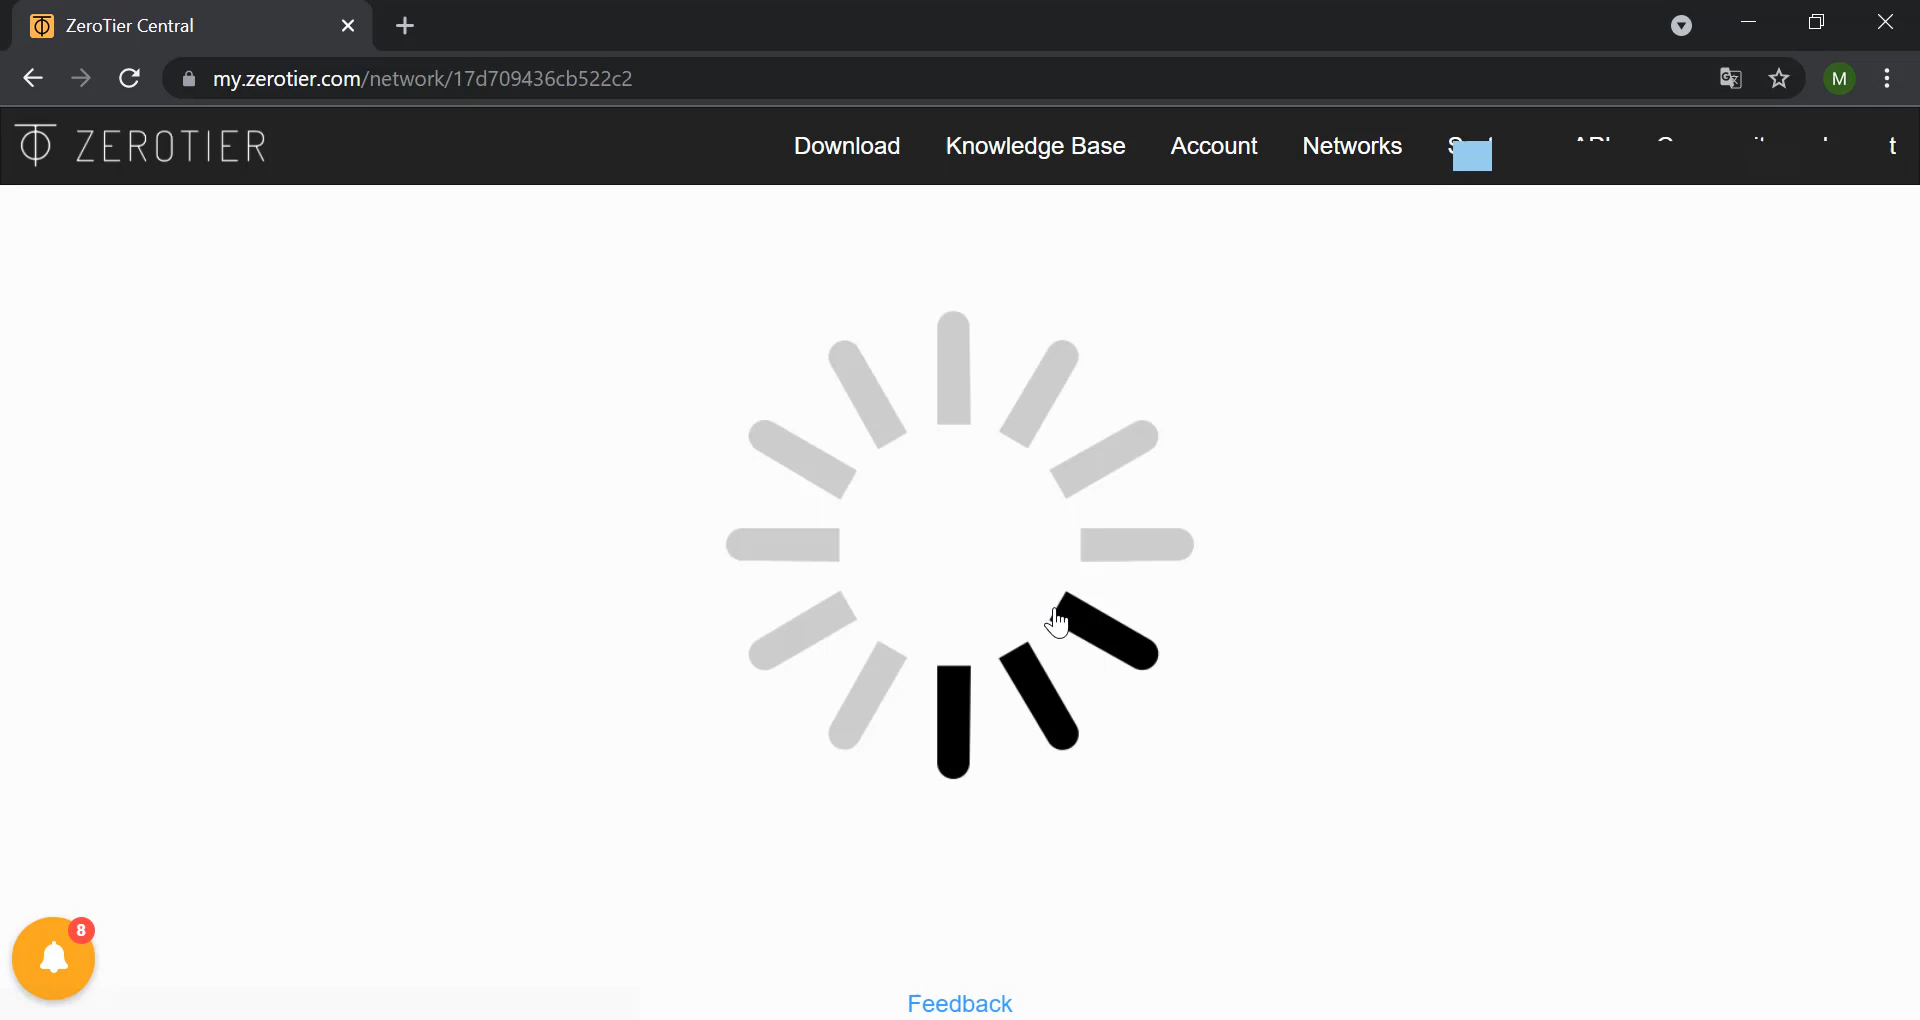 ZeroTier Central
my.zerotier.com/network/17d709436cb522c2
M
ZEROTIER
Download Knowledge Base Account Networks
8
Feedback